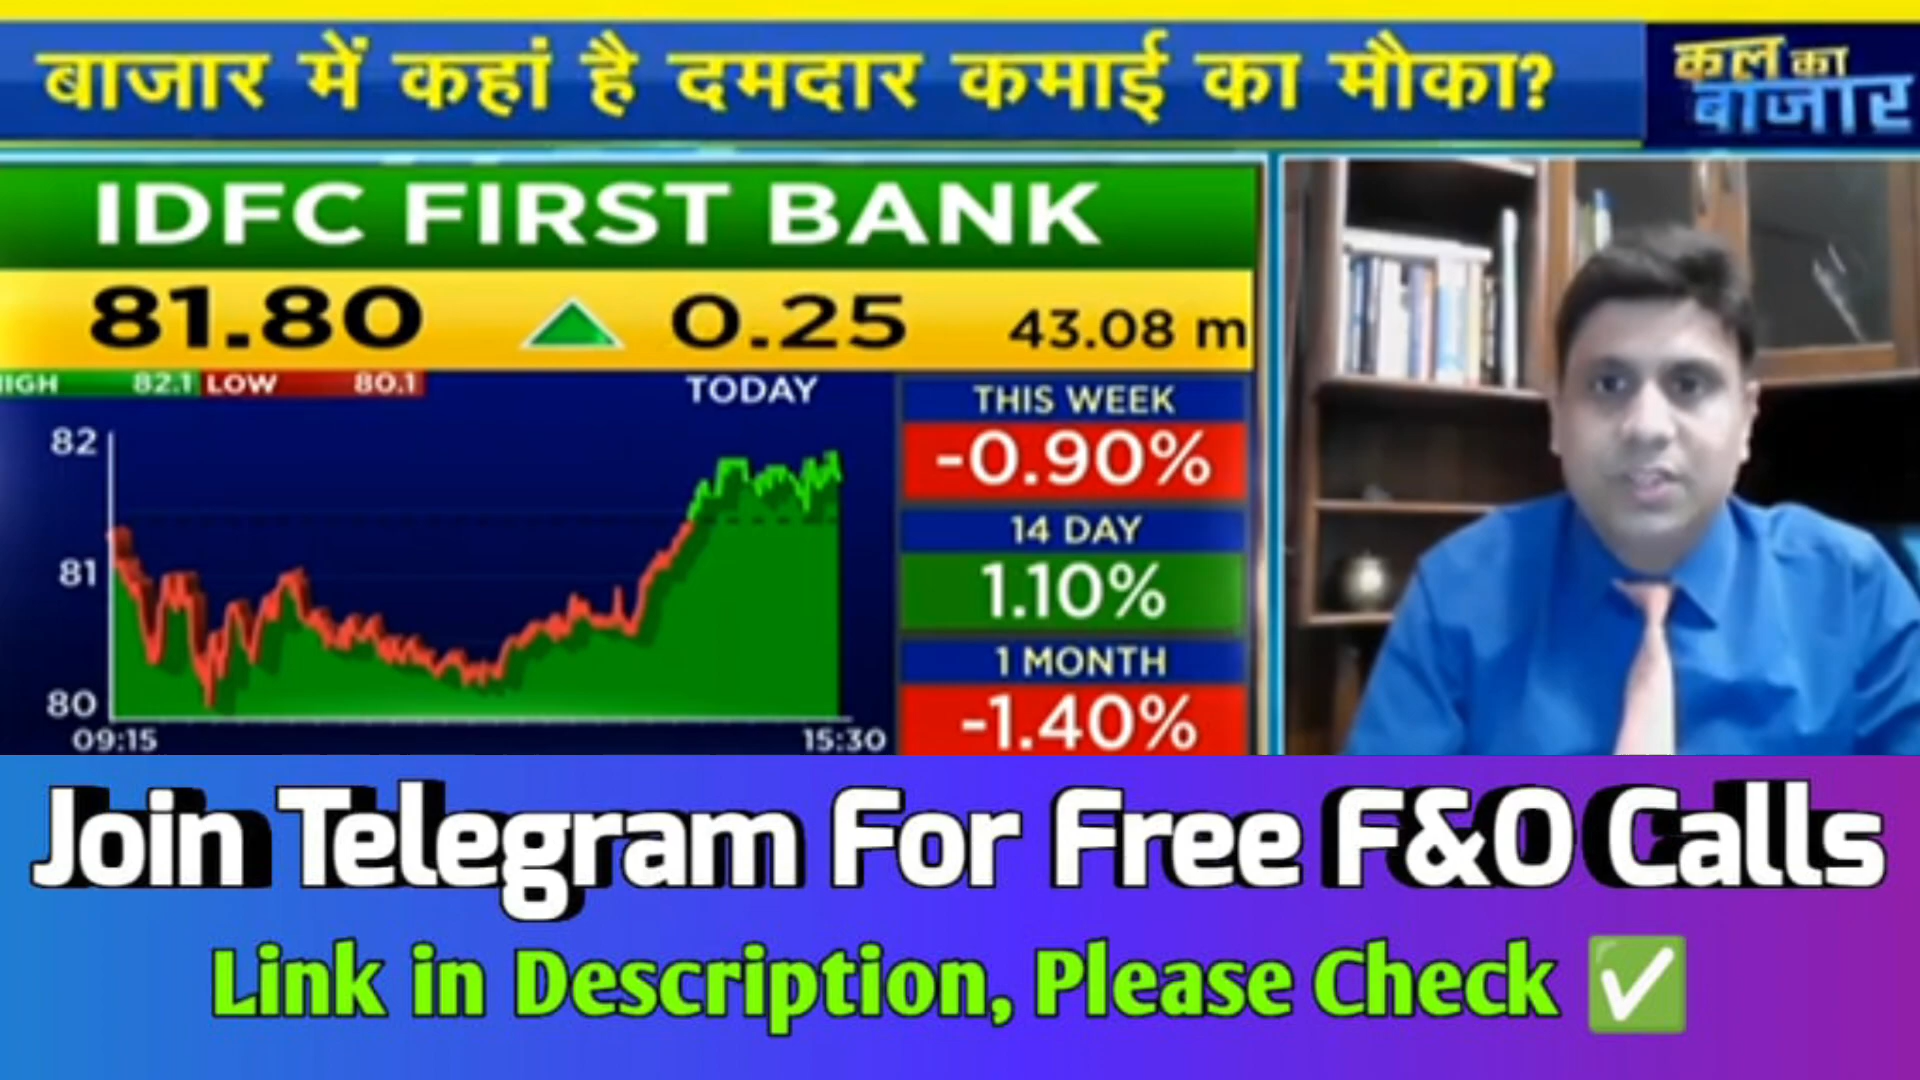 बाजार में कहां है दमदार कमाई का मौका?
कल का
बाजार
IDFC FIRST BANK
81.80 0.25 43.08 m
HIGH 82.1 LOW 80.1
TODAY
82
81
80
09:15 15:30
THIS WEEK
-0.90%
14 DAY
1.10%
1 MONTH
-1.40%
Join Telegram For Free F&O Calls
Link in Description, Please Check ✅